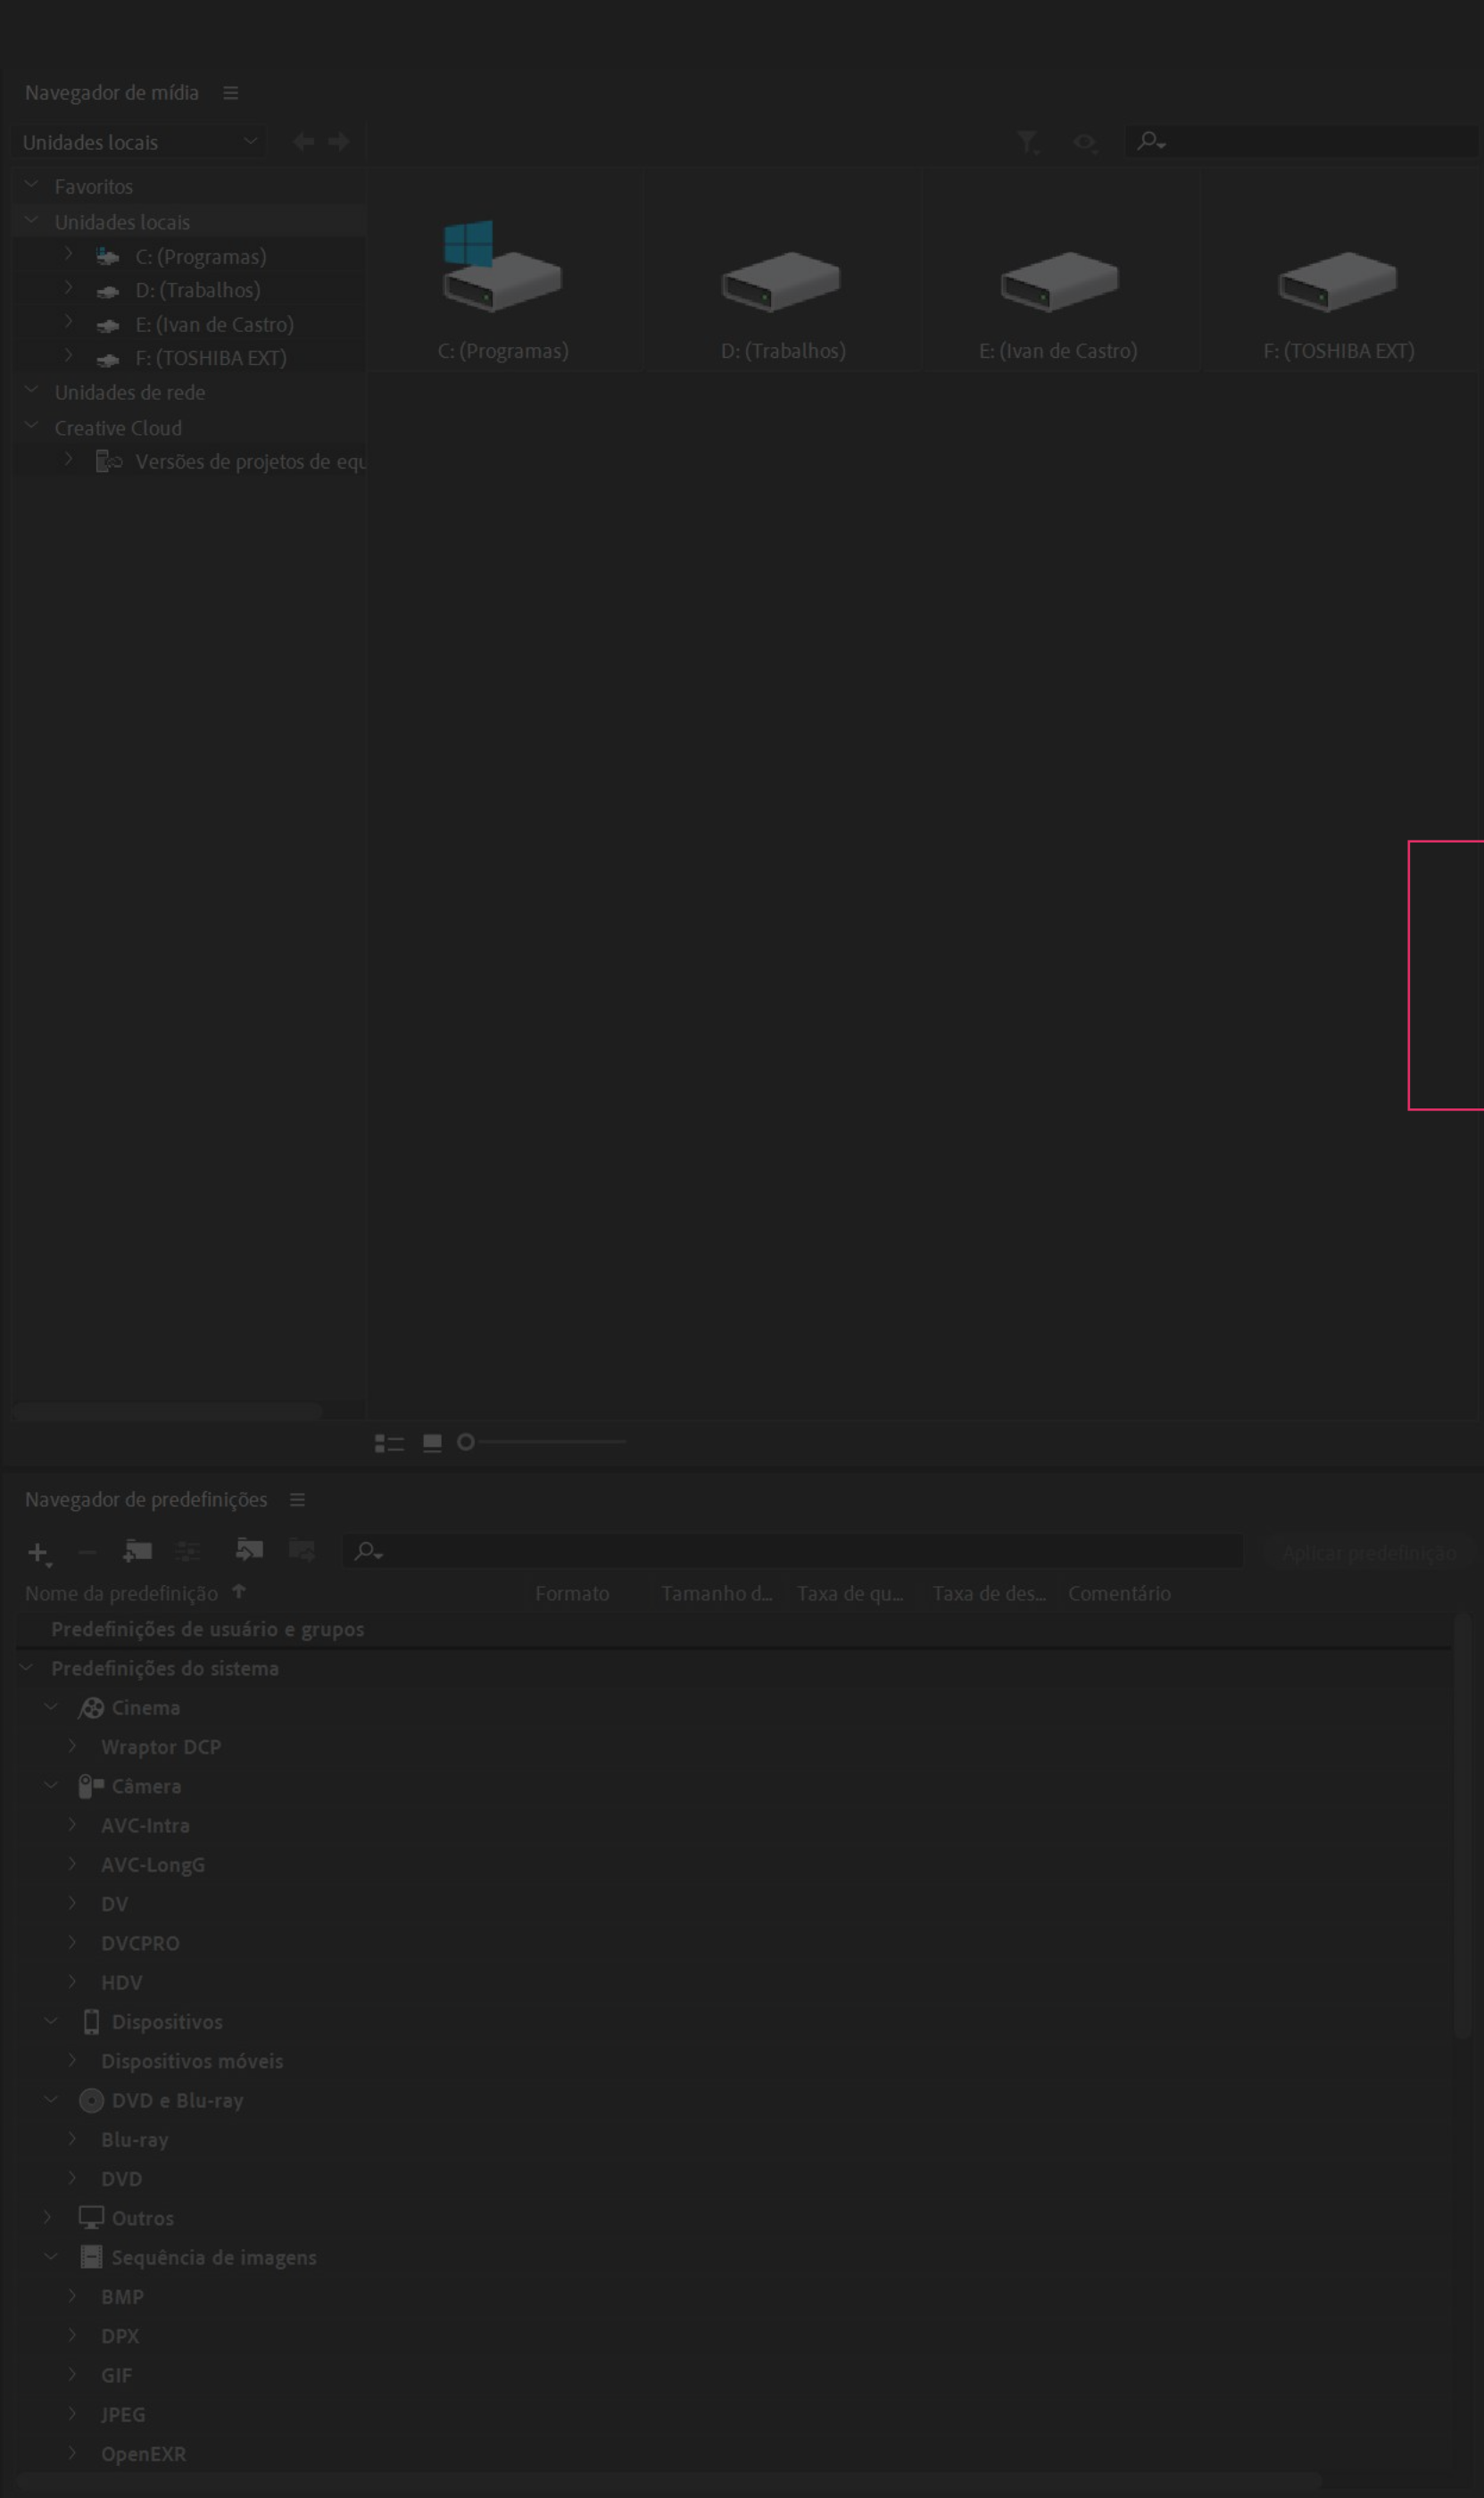 Navegador de mídia
Unidades locais
Favoritos
Unidades locais
C: (Programas)
D: (Trabalhos)
E: (Ivan de Castro)
F: (TOSHIBA EXT)
Unidades de rede
Creative Cloud
Versões de projetos de equ
C: (Programas)
D: (Trabalhos)
E: (Ivan de Castro)
F: (TOSHIBA EXT)
Navegador de predefinições
Aplicar predefinição
Nome da predefinição Formato Tamanho d... Taxa de qu... Taxa de des... Comentário
Predefinições de usuário e grupos
Predefinições do sistema
Cinema
Wraptor DCP
Câmera
AVC-Intra
AVC-LongG
DV
DVCPRO
HDV
Dispositivos
Dispositivos móveis
DVD e Blu-ray
Blu-ray
DVD
Outros
Sequência de imagens
BMP
DPX
GIF
JPEG
OpenEXR